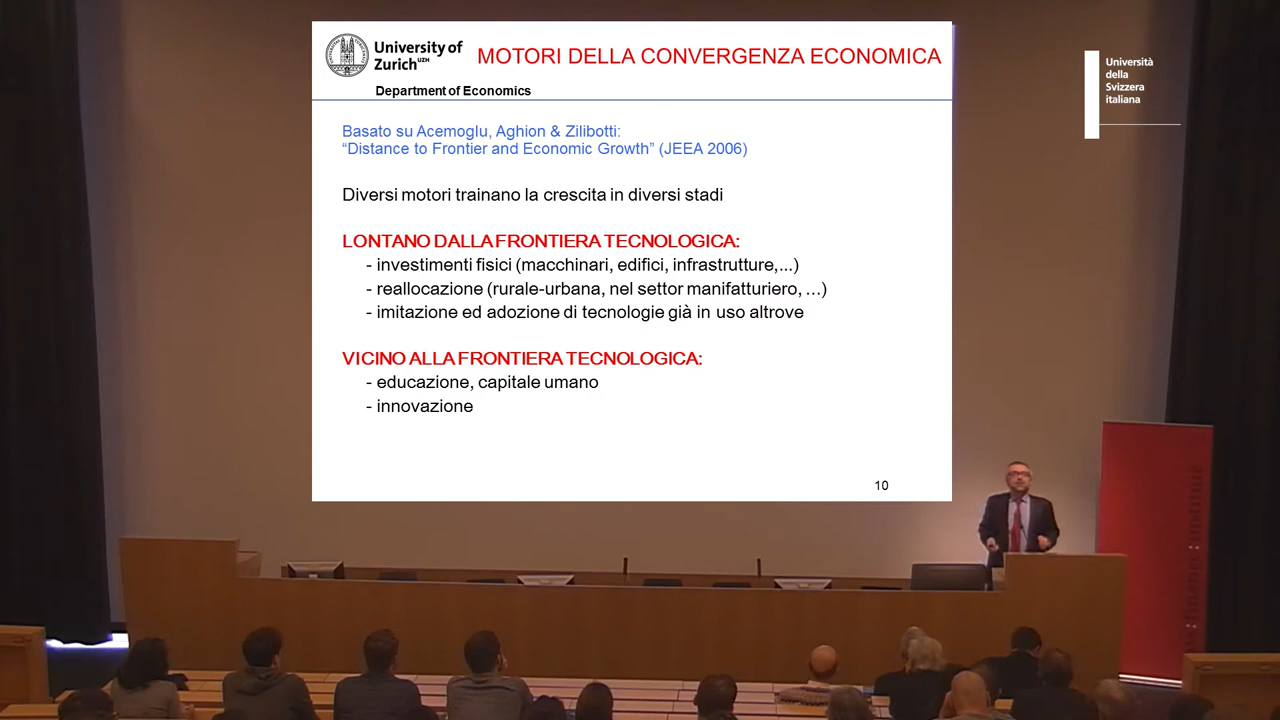 University of
Zurich UZH
MOTORI DELLA CONVERGENZA ECONOMICA
Department of Economics
Basato su Acemoglu, Aghion & Zilibotti:
“Distance to Frontier and Economic Growth” (JEEA 2006)
Diversi motori trainano la crescita in diversi stadi
LONTANO DALLA FRONTIERA TECNOLOGICA:
- investimenti fisici (macchinari, edifici, infrastrutture,...)
- reallocazione (rurale-urbana, nel settor manifatturiero, …)
- imitazione ed adozione di tecnologie già in uso altrove
VICINO ALLA FRONTIERA TECNOLOGICA:
- educazione, capitale umano
- innovazione
10
Università
della
Svizzera
italiana